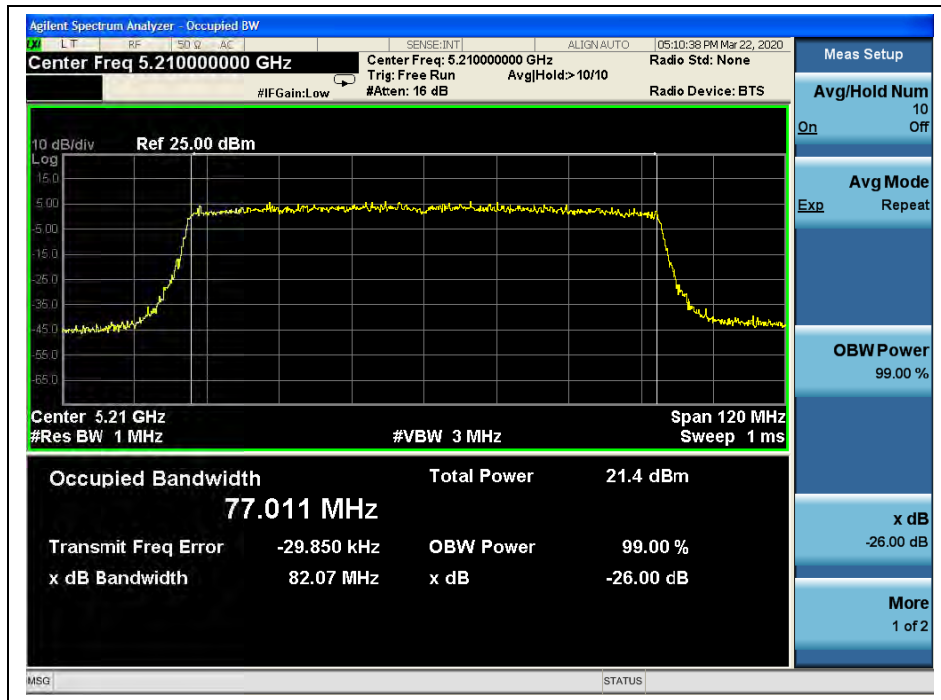 Agilent Spectrum Analyzer - Occupied BW
LXI LT RF 50 Ω AC SENSE:INT ALIGN AUTO 05:10:38 PM Mar 22, 2020
Center Freq 5.210000000 GHz Center Freq: 5.210000000 GHz Radio Std: None
Trig: Free Run Avg|Hold:> 10/10
#IFGain:Low #Atten: 16 dB Radio Device: BTS
10 dB/div Ref 25.00 dBm
Log
15.0
5.00
-5.00
-15.0
-25.0
-35.0
-45.0
-55.0
-65.0
Center 5.21 GHz Span 120 MHz
#Res BW 1 MHz #VBW 3 MHz Sweep 1 ms
Occupied Bandwidth Total Power 21.4 dBm
77.011 MHz
Transmit Freq Error -29.850 kHz OBW Power 99.00 %
x dB Bandwidth 82.07 MHz x dB -26.00 dB
Meas Setup
Avg/Hold Num
10
On Off
Avg Mode
Exp Repeat
OBW Power
99.00 %
x dB
-26.00 dB
More
1 of 2
MSG STATUS